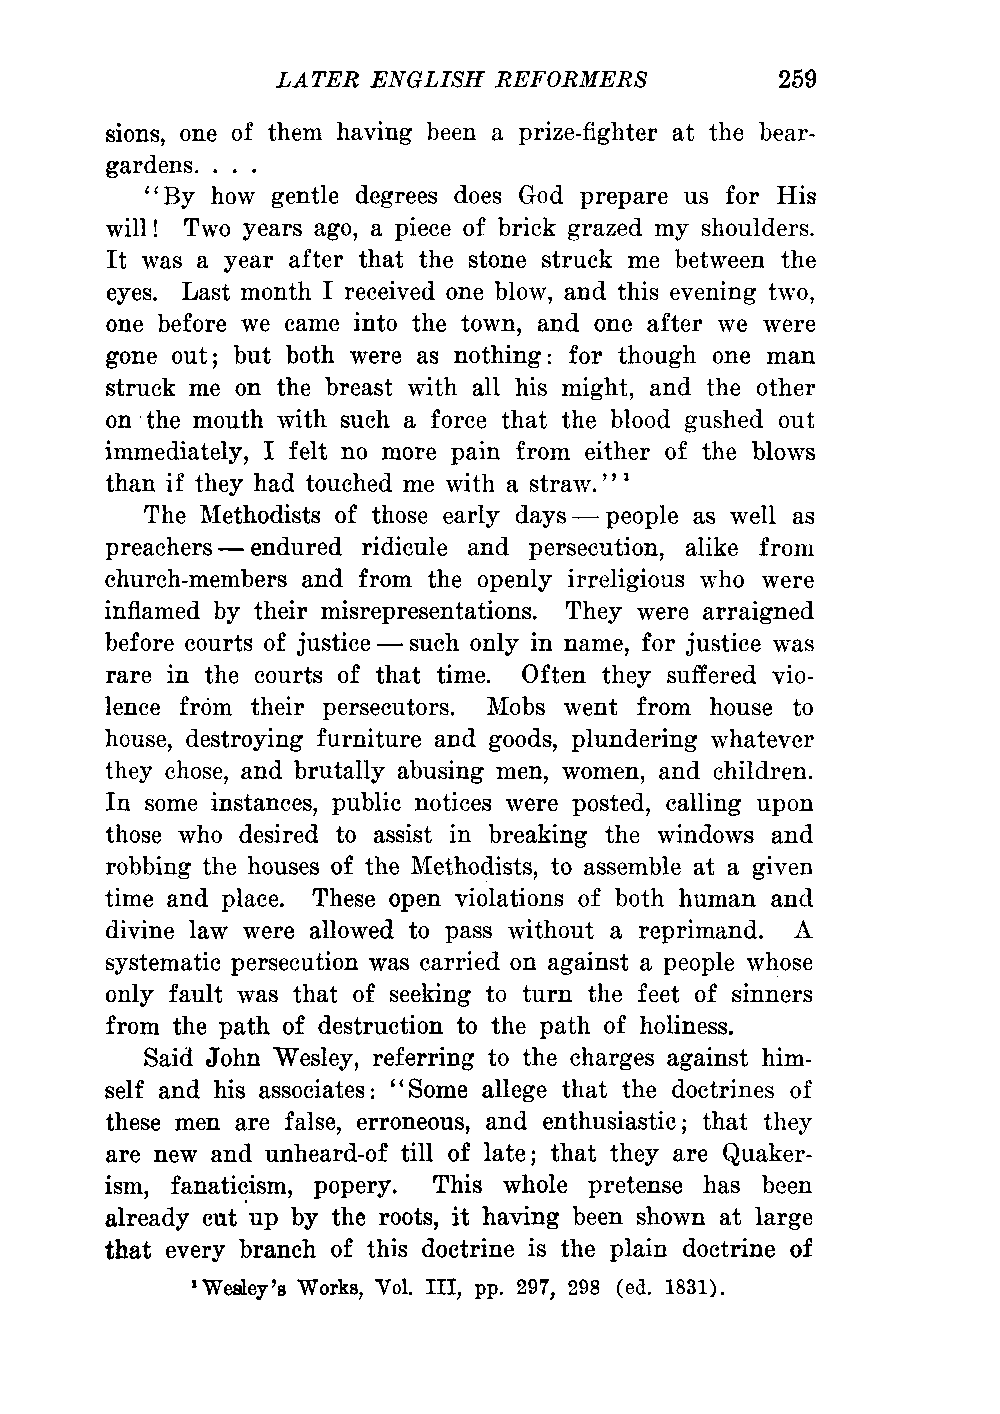 LATER ENGLISH REFORMERS 259
sions, one of them having been a prize-fighter at the bear-
gardens. . . .
“By how gentle degrees does God prepare us for His
will! Two years ago, a piece of brick grazed my shoulders.
It was a year after that the stone struck me between the
eyes. Last month I received one blow, and this evening two,
one before we came into the town, and one after we were
gone out; but both were as nothing: for though one man
struck me on the breast with all his might, and the other
on the mouth with such a force that the blood gushed out
immediately, I felt no more pain from either of the blows
than if they had touched me with a straw.”¹
The Methodists of those early days — people as well as
preachers — endured ridicule and persecution, alike from
church-members and from the openly irreligious who were
inflamed by their misrepresentations. They were arraigned
before courts of justice — such only in name, for justice was
rare in the courts of that time. Often they suffered vio-
lence from their persecutors. Mobs went from house to
house, destroying furniture and goods, plundering whatever
they chose, and brutally abusing men, women, and children.
In some instances, public notices were posted, calling upon
those who desired to assist in breaking the windows and
robbing the houses of the Methodists, to assemble at a given
time and place. These open violations of both human and
divine law were allowed to pass without a reprimand. A
systematic persecution was carried on against a people whose
only fault was that of seeking to turn the feet of sinners
from the path of destruction to the path of holiness.
Said John Wesley, referring to the charges against him-
self and his associates: “Some allege that the doctrines of
these men are false, erroneous, and enthusiastic; that they
are new and unheard-of till of late; that they are Quaker-
ism, fanaticism, popery. This whole pretense has been
already cut up by the roots, it having been shown at large
that every branch of this doctrine is the plain doctrine of
¹ Wesley’s Works, Vol. III, pp. 297, 298 (ed. 1831).